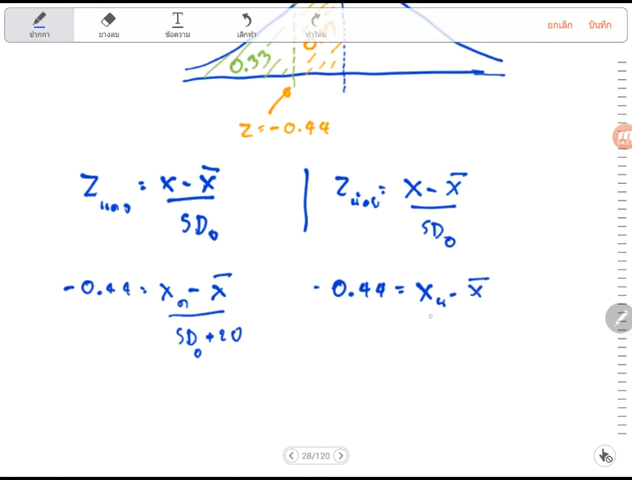 ปากกา ยางลบ ข้อความ เลิกทำ ทำใหม่ ยกเลิก บันทึก
0.33
Z = -0.44
Z = X - X̄ / SD₀
Z = X - X̄ / SD₀
-0.44 = X - X̄ / SD₀ + 20
-0.44 = X - X̄
28/120